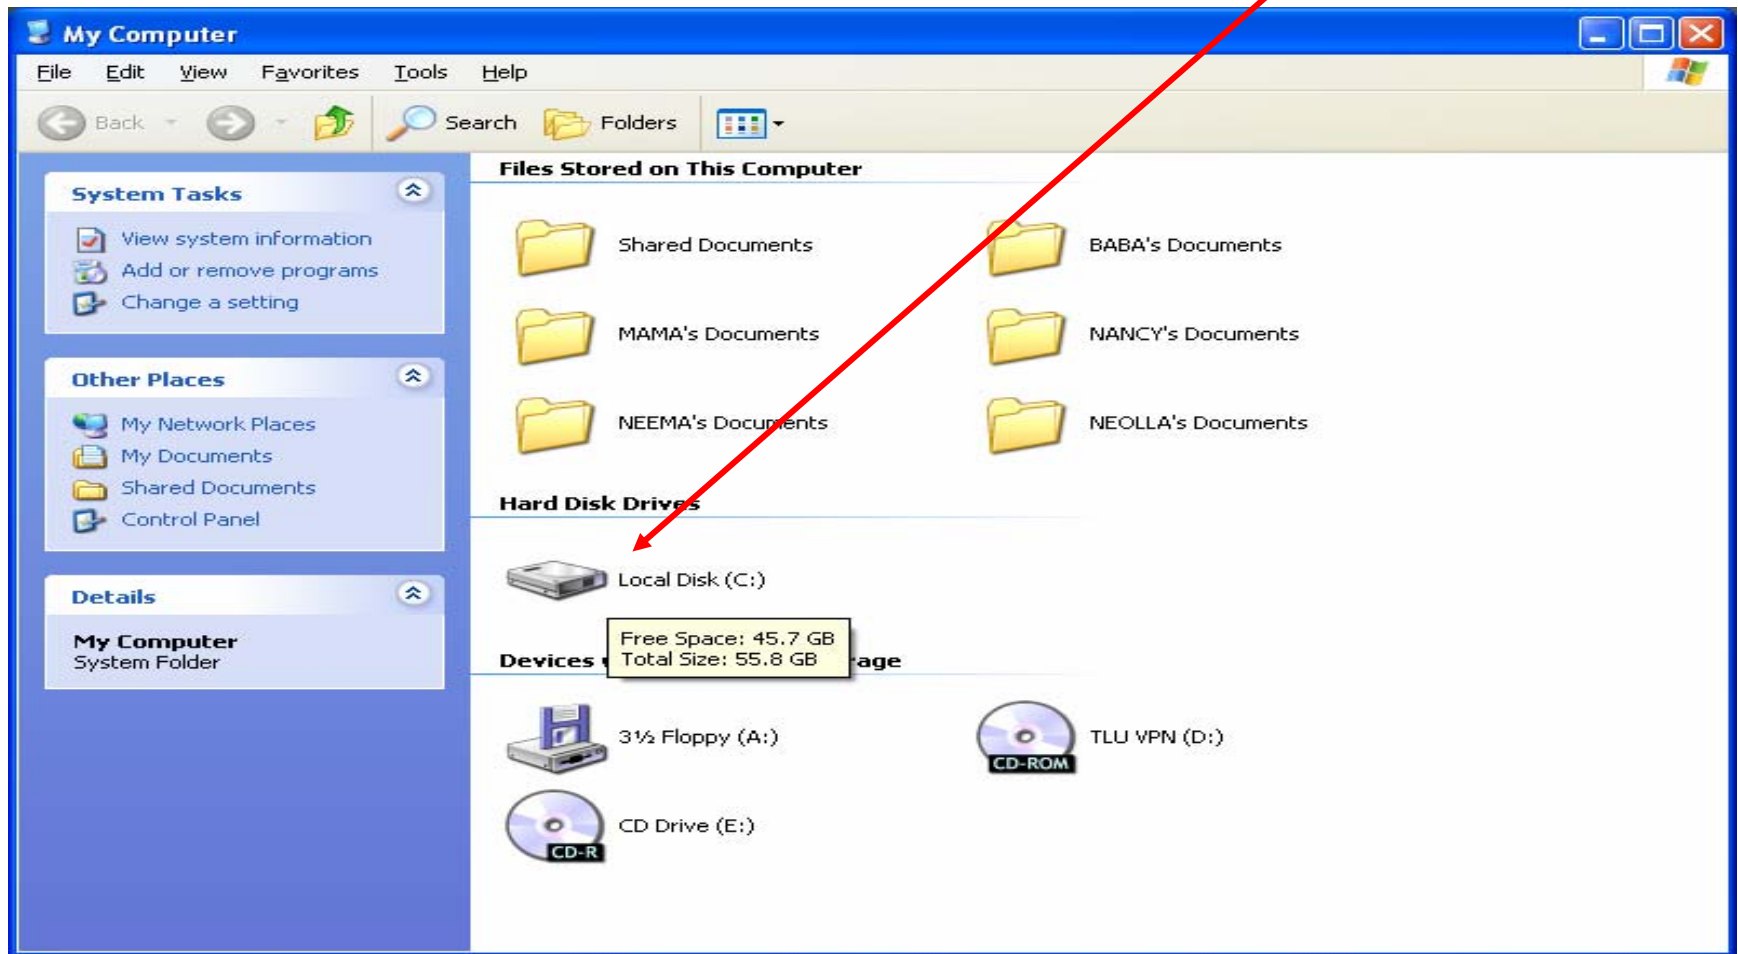 My Computer
File Edit View Favorites Tools Help
Back Search Folders
System Tasks
View system information
Add or remove programs
Change a setting
Other Places
My Network Places
My Documents
Shared Documents
Control Panel
Details
My Computer
System Folder
Files Stored on This Computer
Shared Documents BABA's Documents
MAMA's Documents NANCY's Documents
NEEMA's Documents NEOLLA's Documents
Hard Disk Drives
Local Disk (C:)
Free Space: 45.7 GB
Total Size: 55.8 GB
Devices
3½ Floppy (A:) TLU VPN (D:)
CD-ROM
CD Drive (E:)
CD-R